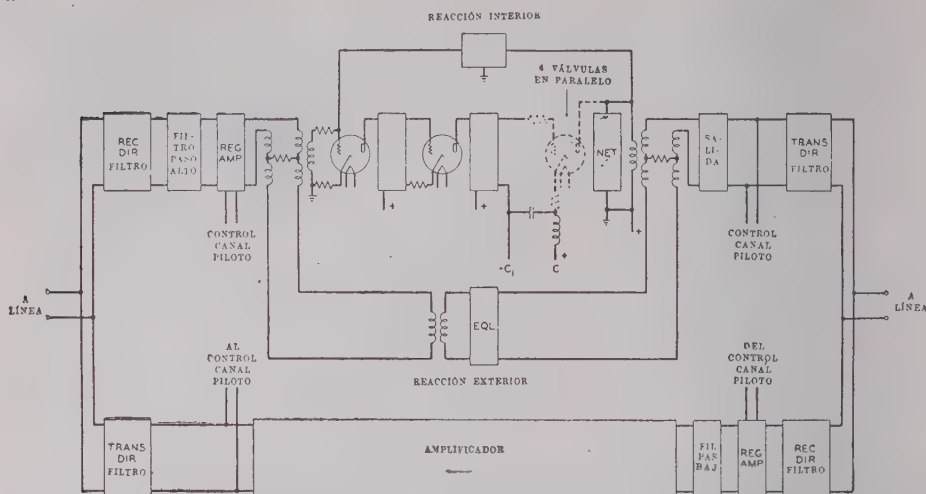 REACCIÓN INTERIOR
4 VÁLVULAS
EN PARALELO
REC
DIR
FILTRO
FIL-
TRO
PASO
ALTO
REG
AMP
NET
SA-
LIDA
TRANS
DIR
FILTRO
+
+
+
CONTROL
CANAL
PILOTO
CONTROL
CANAL
PILOTO
-C₁
C
+
A
LÍNEA
A
LÍNEA
EQL
REACCIÓN EXTERIOR
AL
CONTROL
CANAL
PILOTO
DEL
CONTROL
CANAL
PILOTO
TRANS
DIR
FILTRO
AMPLIFICADOR
FIL
PAS
BAJ
REG
AMP
REC
DIR
FILTRO